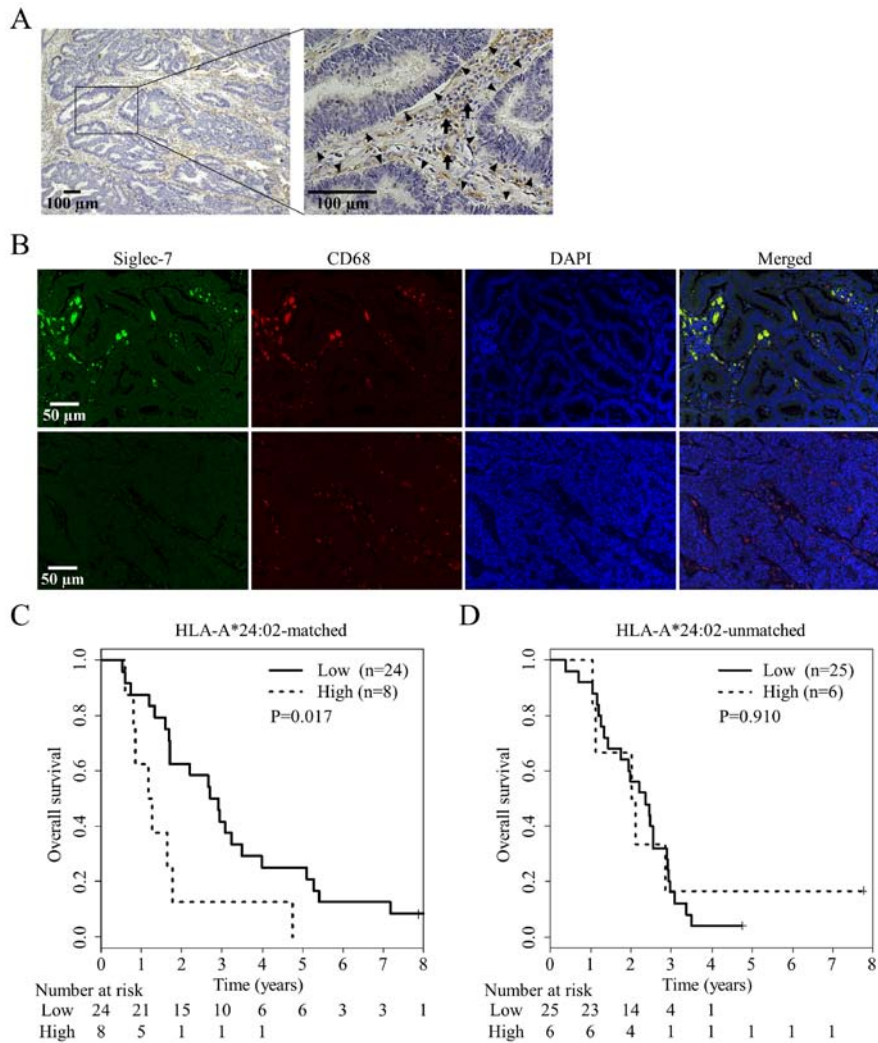 A
100 µm
100 µm
B
Siglec-7 CD68 DAPI Merged
50 µm
50 µm
C
HLA-A*24:02-matched
Low (n=24)
High (n=8)
P=0.017
Overall survival
1.0
0.8
0.6
0.4
0.2
0.0
0 1 2 3 4 5 6 7 8
Time (years)
Number at risk
Low 24 21 15 10 6 6 3 3 1
High 8 5 1 1 1
D
HLA-A*24:02-unmatched
Low (n=25)
High (n=6)
P=0.910
Overall survival
1.0
0.8
0.6
0.4
0.2
0.0
0 1 2 3 4 5 6 7 8
Time (years)
Number at risk
Low 25 23 14 4 1
High 6 6 4 1 1 1 1 1